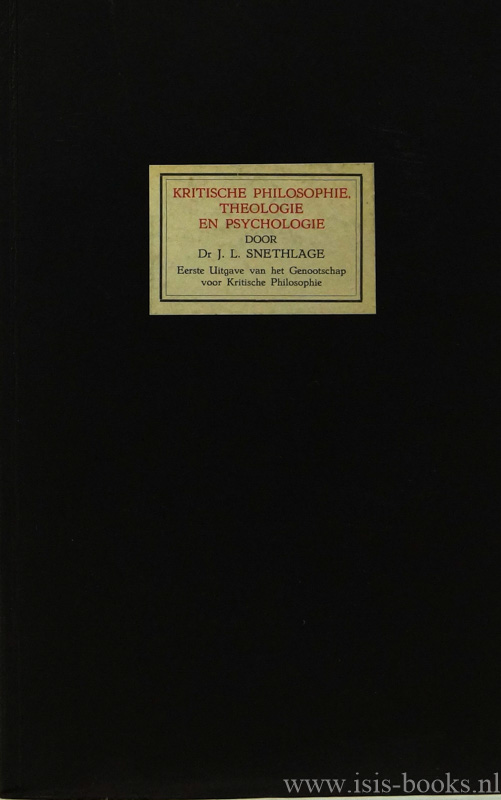 KRITISCHE PHILOSOPHIE,
THEOLOGIE
EN PSYCHOLOGIE
DOOR
Dr J. L. SNETHLAGE
Eerste Uitgave van het Genootschap
voor Kritische Philosophie
www.isis-books.nl